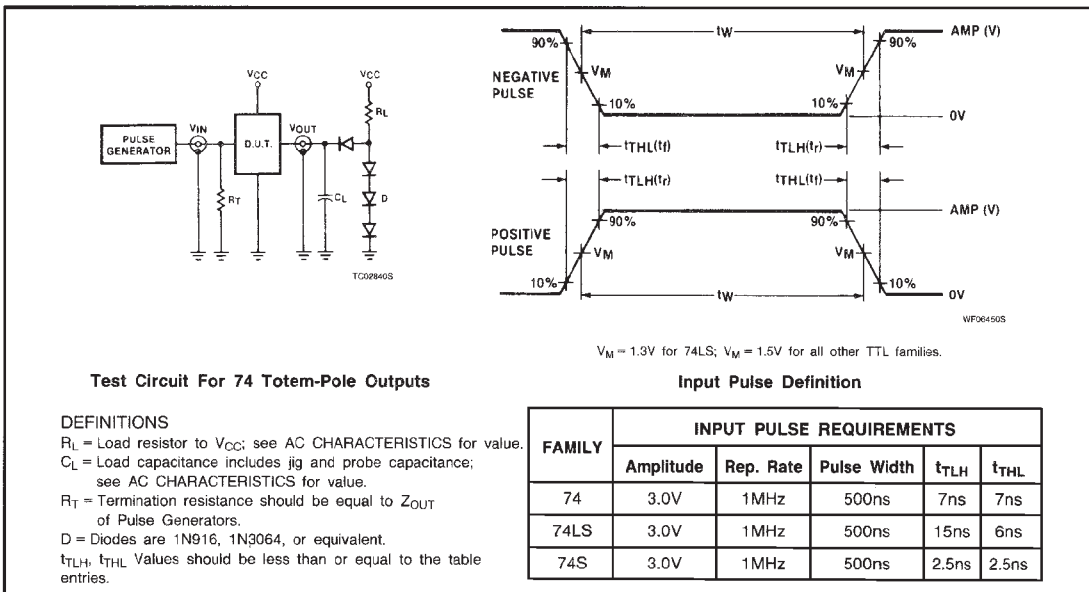 VCC
VCC
RL
PULSE
GENERATOR
VIN
D.U.T.
VOUT
RT
CL
D
TC02840S
tW
AMP (V)
90%
90%
NEGATIVE
PULSE
VM
VM
10%
10%
0V
tTHL(tf)
tTLH(tr)
tTLH(tr)
tTHL(tf)
AMP (V)
90%
90%
POSITIVE
PULSE
VM
VM
10%
10%
tW
0V
WF06450S
VM = 1.3V for 74LS; VM = 1.5V for all other TTL families.
Test Circuit For 74 Totem-Pole Outputs
Input Pulse Definition
DEFINITIONS
RL = Load resistor to VCC; see AC CHARACTERISTICS for value.
CL = Load capacitance includes jig and probe capacitance;
see AC CHARACTERISTICS for value.
RT = Termination resistance should be equal to ZOUT
of Pulse Generators.
D = Diodes are 1N916, 1N3064, or equivalent.
tTLH, tTHL Values should be less than or equal to the table
entries.
FAMILY INPUT PULSE REQUIREMENTS
Amplitude Rep. Rate Pulse Width tTLH tTHL
74 3.0V 1MHz 500ns 7ns 7ns
74LS 3.0V 1MHz 500ns 15ns 6ns
74S 3.0V 1MHz 500ns 2.5ns 2.5ns